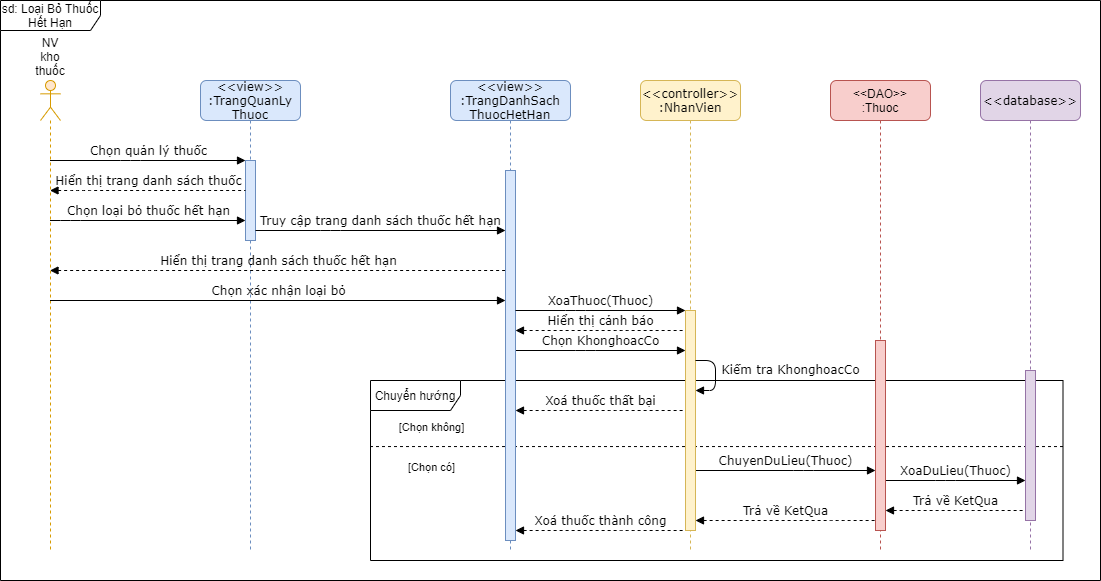 sd: Loại Bỏ Thuốc
Hết Hạn
NV
kho
thuốc
<<view>>
:TrangQuanLy
Thuoc
<<view>>
:TrangDanhSach
ThuocHetHan
<<controller>>
:NhanVien
<<DAO>>
:Thuoc
<<database>>
Chọn quản lý thuốc
Hiển thị trang danh sách thuốc
Chọn loại bỏ thuốc hết hạn
Truy cập trang danh sách thuốc hết hạn
Hiển thị trang danh sách thuốc hết hạn
Chọn xác nhận loại bỏ
XoaThuoc(Thuoc)
Hiển thị cảnh báo
Chọn KhonghoacCo
Kiểm tra KhonghoacCo
Chuyển hướng
Xoá thuốc thất bại
[Chọn không]
[Chọn có]
ChuyenDuLieu(Thuoc)
XoaDuLieu(Thuoc)
Trả về KetQua
Trả về KetQua
Xoá thuốc thành công